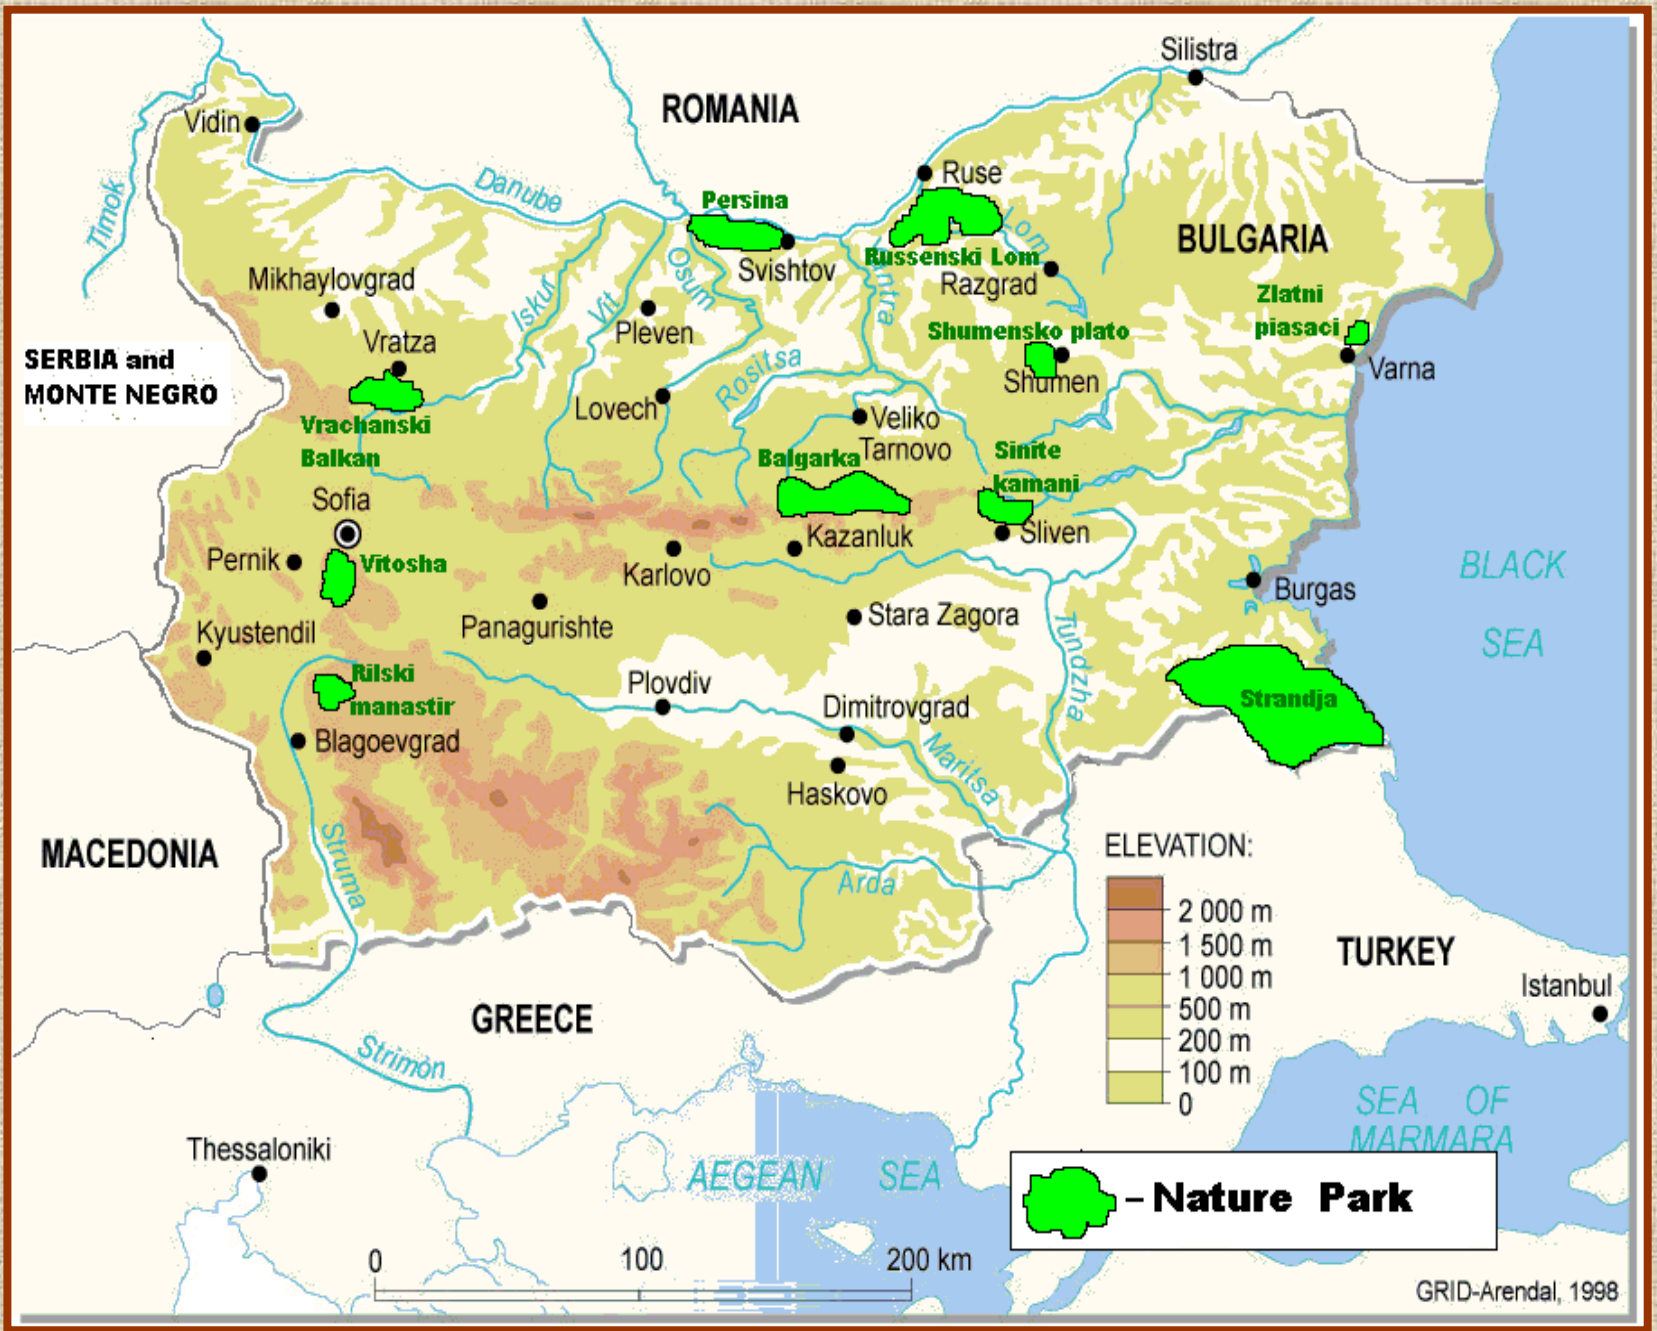 Silistra
ROMANIA
Vidin
Timok
Danube
Ruse
Persina
Lom
BULGARIA
Svishtov
Russenski Lom
Razgrad
Osum
Iskur
Vit
Mikhaylovgrad
Pleven
Zlatni
piasaci
Shumensko plato
Shumen
Varna
Vratza
SERBIA and
MONTE NEGRO
Rositsa
Lovech
Veliko
Tarnovo
Vrachanski
Balkan
Balgarka
Sinite
kamani
Sofia
Kazanluk
Sliven
Pernik
Vitosha
Karlovo
BLACK
SEA
Burgas
Panagurishte
Stara Zagora
Kyustendil
Tundzha
Rilski
manastir
Plovdiv
Dimitrovgrad
Strandja
Blagoevgrad
Maritsa
Haskovo
MACEDONIA
Struma
Arda
ELEVATION:
2 000 m
1 500 m
1 000 m
500 m
200 m
100 m
0
TURKEY
Istanbul
GREECE
Strimon
SEA OF
MARMARA
Thessaloniki
AEGEAN SEA
– Nature Park
0 100 200 km
GRID-Arendal, 1998